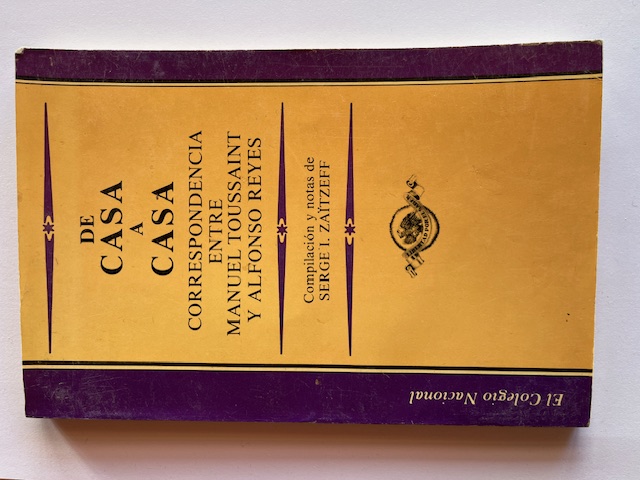 DE
CASA
A
CASA
CORRESPONDENCIA
ENTRE
MANUEL TOUSSAINT
Y ALFONSO REYES
Compilación y notas de
SERGE I. ZAÏTZEFF
El Colegio Nacional